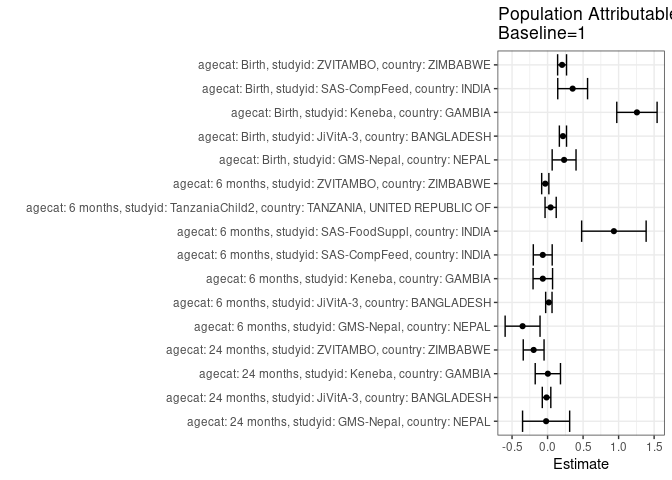 Population Attributable
Baseline=1
agecat: Birth, studyid: ZVITAMBO, country: ZIMBABWE
agecat: Birth, studyid: SAS-CompFeed, country: INDIA
agecat: Birth, studyid: Keneba, country: GAMBIA
agecat: Birth, studyid: JiVitA-3, country: BANGLADESH
agecat: Birth, studyid: GMS-Nepal, country: NEPAL
agecat: 6 months, studyid: ZVITAMBO, country: ZIMBABWE
agecat: 6 months, studyid: TanzaniaChild2, country: TANZANIA, UNITED REPUBLIC OF
agecat: 6 months, studyid: SAS-FoodSuppl, country: INDIA
agecat: 6 months, studyid: SAS-CompFeed, country: INDIA
agecat: 6 months, studyid: Keneba, country: GAMBIA
agecat: 6 months, studyid: JiVitA-3, country: BANGLADESH
agecat: 6 months, studyid: GMS-Nepal, country: NEPAL
agecat: 24 months, studyid: ZVITAMBO, country: ZIMBABWE
agecat: 24 months, studyid: Keneba, country: GAMBIA
agecat: 24 months, studyid: JiVitA-3, country: BANGLADESH
agecat: 24 months, studyid: GMS-Nepal, country: NEPAL
-0.5 0.0 0.5 1.0 1.5
Estimate